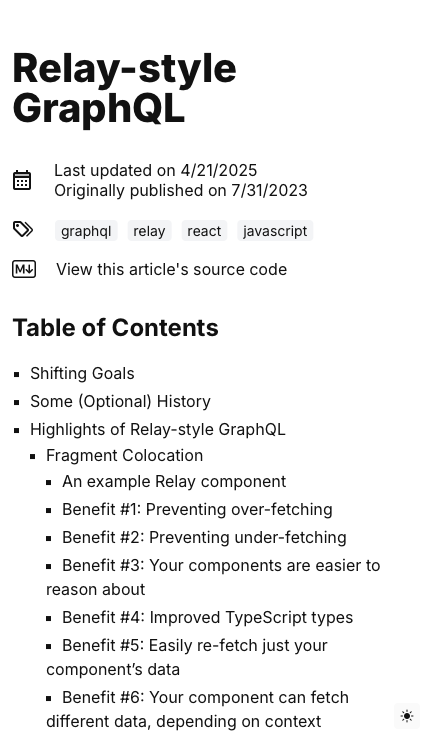 Relay-style
GraphQL
Last updated on 4/21/2025
Originally published on 7/31/2023
graphql relay react javascript
View this article's source code
Table of Contents
Shifting Goals
Some (Optional) History
Highlights of Relay-style GraphQL
Fragment Colocation
An example Relay component
Benefit #1: Preventing over-fetching
Benefit #2: Preventing under-fetching
Benefit #3: Your components are easier to
reason about
Benefit #4: Improved TypeScript types
Benefit #5: Easily re-fetch just your
component’s data
Benefit #6: Your component can fetch
different data, depending on context